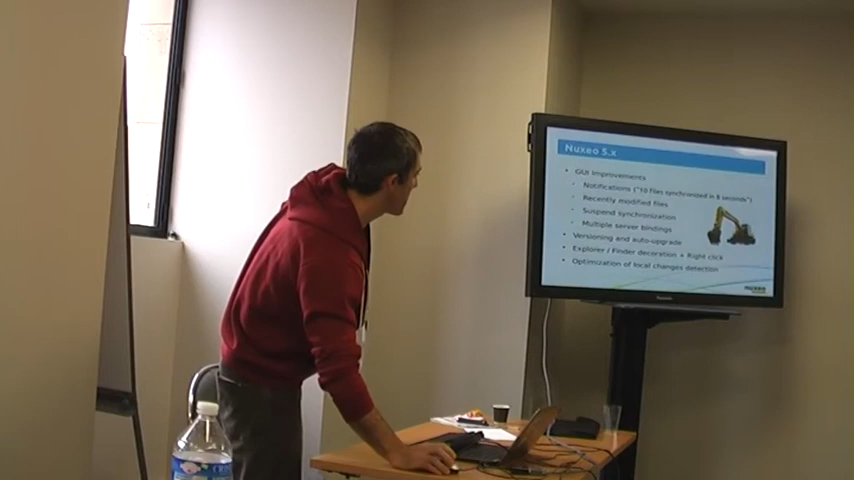 Nuxeo 5.x
• GUI Improvements
Notifications ("10 files synchronized in 5 seconds")
Recently modified files
Suspend synchronization
Multiple server bindings
• Versioning and auto-upgrade
• Explorer / Finder decoration + Right click
• Optimization of local changes detection
nuxeo